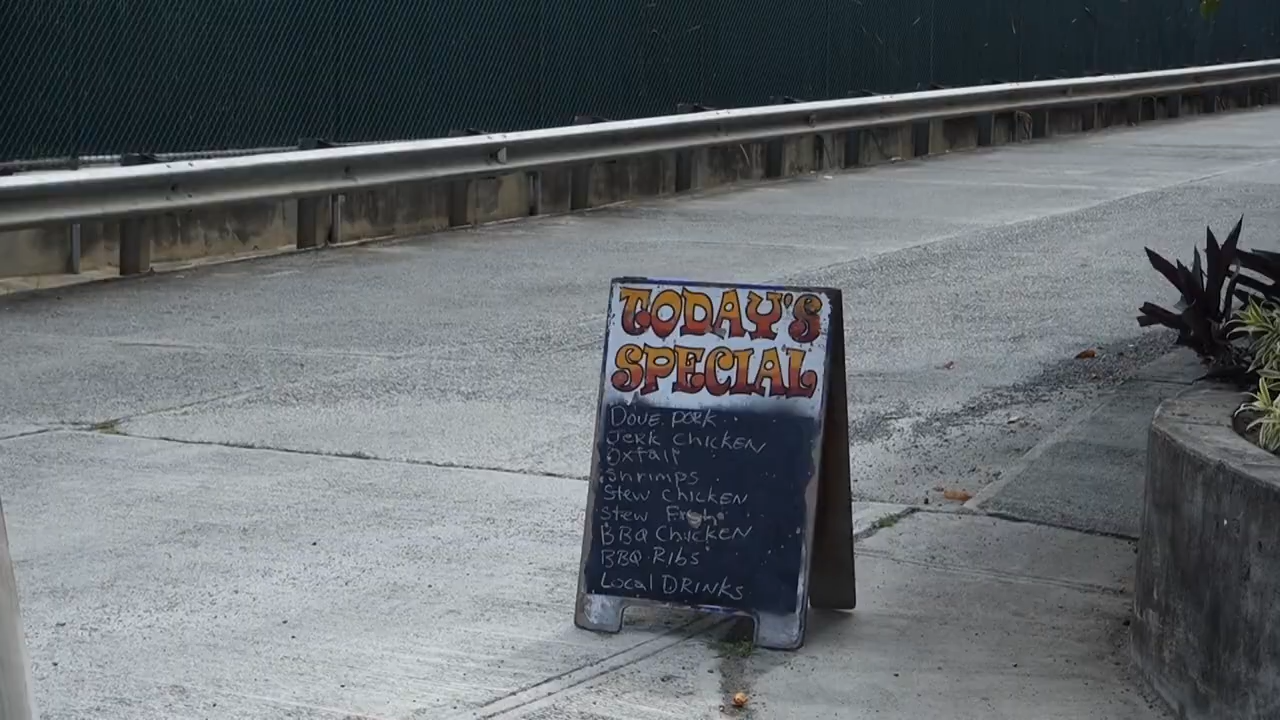 TODAY'S
SPECIAL
DOVE PORK
JERK CHICKEN
Oxtail
Shrimps
Stew CHICKEN
Stew Fish
BBQ CHICKEN
BBQ RIBS
Local DRINKS